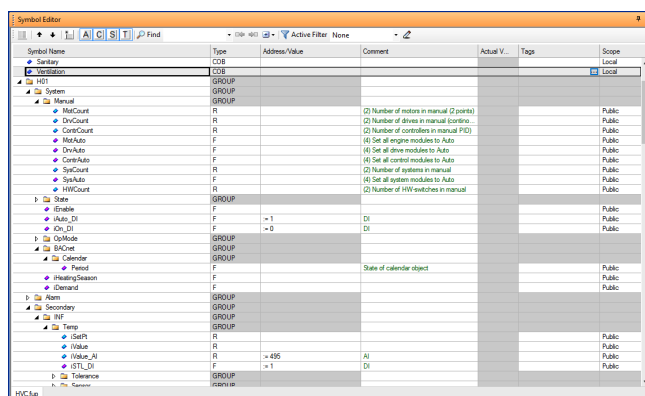 Symbol Editor
A C S T Find Active Filter None
Symbol Name Type Address/Value Comment Actual V... Tags Scope
Sanitary COB Local
Ventilation COB Local
H01 GROUP
System GROUP
Manual GROUP
MotCount R (2) Number of motors in manual (2 points) Public
DrvCount R (2) Number of drives in manual (contino... Public
ContrCount R (2) Number of controllers in manual PID) Public
MotAuto F (4) Set all engine modules to Auto Public
DrvAuto F (4) Set all drive modules to Auto Public
ContrAuto F (4) Set all control modules to Auto Public
SysCount R (2) Number of systems in manual Public
SysAuto F (4) Set all system modules to Auto Public
HWCount R (2) Number of HW-switches in manual Public
State GROUP
iEnable F Public
iAuto_DI F := 1 DI Public
iOn_DI F := 0 DI Public
OpMode GROUP
BACnet GROUP
Calendar GROUP
Period F State of calendar object Public
iHeatingSeason F Public
iDemand F Public
Alarm GROUP
Secondary GROUP
INF GROUP
Temp GROUP
iSetPt R Public
iValue R Public
iValue_AI R := 495 AI Public
iSTL_DI F := 1 DI Public
Tolerance GROUP
Sensor GROUP
HVC.fup